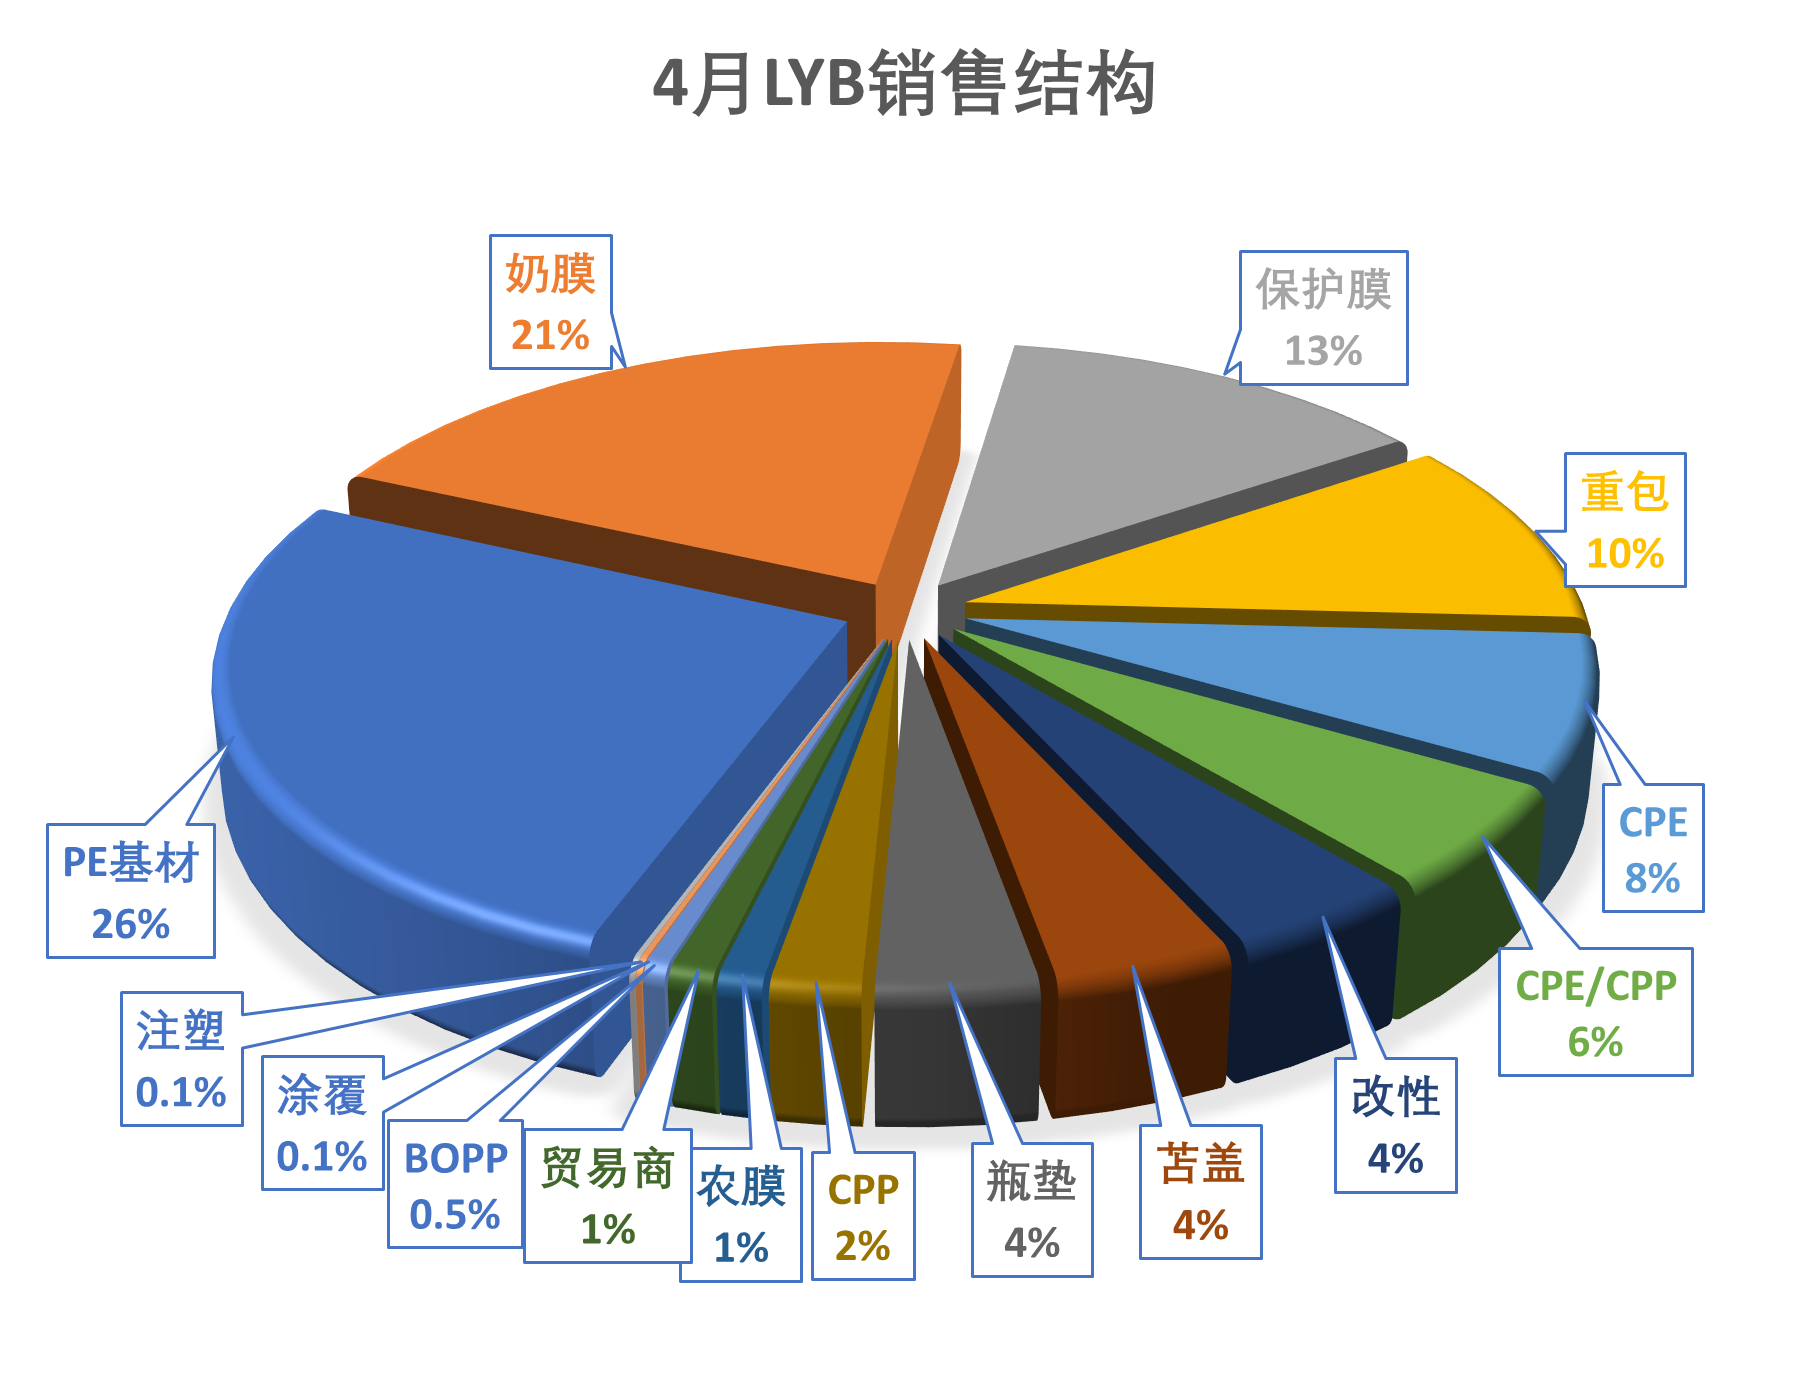 4月LYB销售结构
奶膜
21%
保护膜
13%
重包
10%
CPE
8%
CPE/CPP
6%
改性
4%
苫盖
4%
瓶垫
4%
CPP
2%
农膜
1%
贸易商
1%
BOPP
0.5%
涂覆
0.1%
注塑
0.1%
PE基材
26%